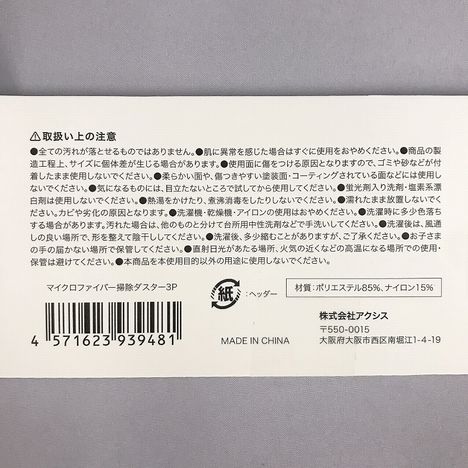 ⚠取扱い上の注意
●全ての汚れが落とせるものではありません。●肌に異常を感じた場合はすぐに使用をおやめください。●商品の製
造工程上、サイズに個体差が生じる場合があります。●使用面に傷をつける原因となりますので、ゴミや砂などが付
着したまま使用しないでください。●柔らかい面や、傷つきやすい塗装面・コーティングされている面などには使用し
ないでください。●気になるものには、目立たないところで試してから使用してください。●蛍光剤入り洗剤・塩素系漂
白剤は使用しないでください。●熱湯をかけたり、煮沸消毒をしたりしないでください。●濡れたまま放置しないでくだ
さい。カビや劣化の原因となります。●洗濯機・乾燥機・アイロンの使用はおやめください。●洗濯時に多少色落ち
する場合があります。汚れた場合は、他のものと分けて台所用中性洗剤などで手洗いしてください。●洗濯後は、風通
しの良い場所で、形を整えて陰干ししてください。●洗濯後、多少縮むことがありますが、ご了承ください。●お子さま
の手の届かない場所で保管してください。●直射日光があたる場所、火気の近くなどの高温になる場所での使用・
保管は避けてください。●本商品を本使用目的以外の用途に使用しないでください。
マイクロファイバー掃除ダスター3P
紙:ヘッダー
材質:ポリエステル85%、ナイロン15%
4 571623 939481
MADE IN CHINA
株式会社アクシス
〒550-0015
大阪府大阪市西区南堀江1-4-19